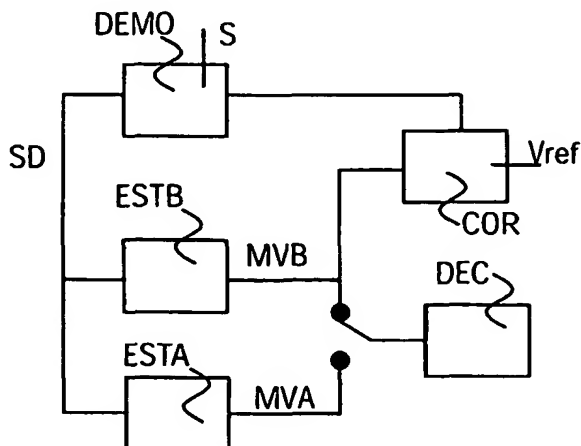 DEMO
S
SD
Vref
ESTB
COR
MVB
DEC
ESTA
MVA